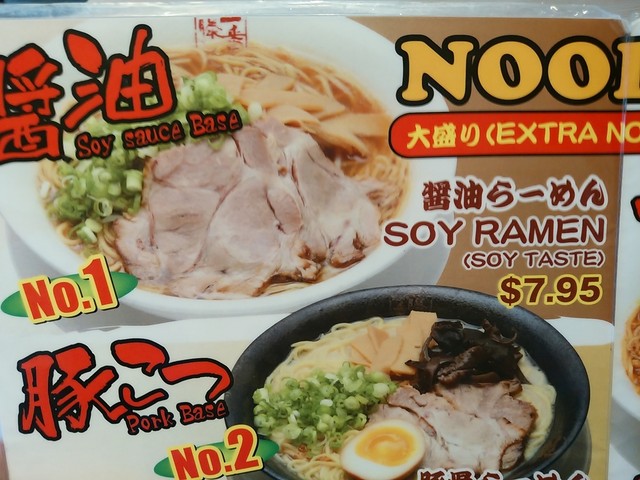 醤油
Soy sauce Base
No.1
NOOD
大盛り(EXTRA NO
醤油らーめん
SOY RAMEN
(SOY TASTE)
$7.95
豚こつ
Pork Base
No.2